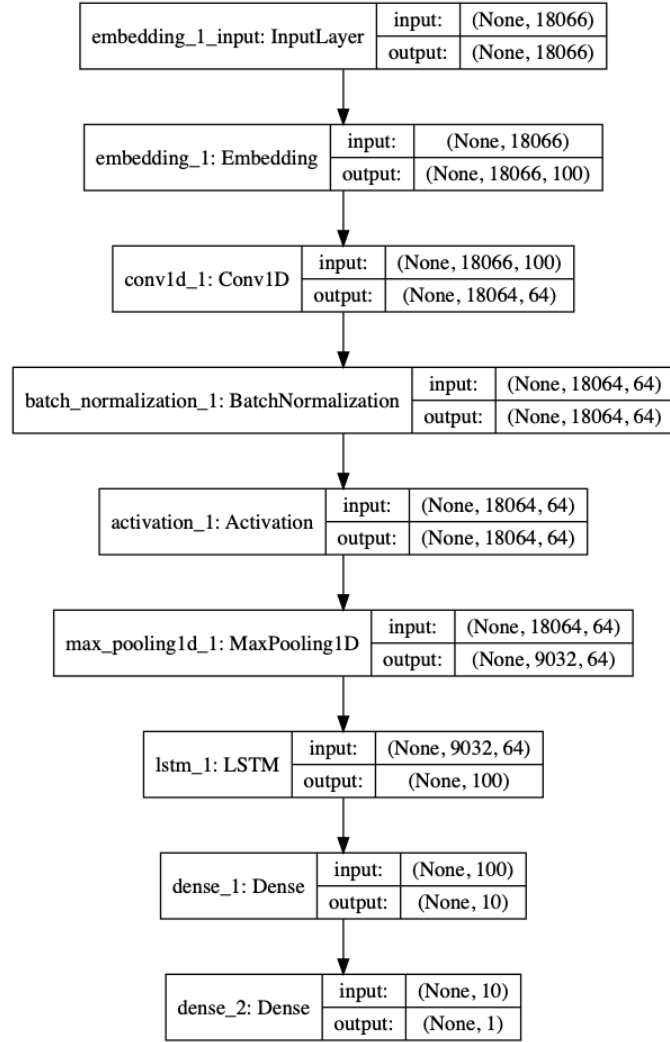 embedding_1_input: InputLayer
input: (None, 18066)
output: (None, 18066)
embedding_1: Embedding
input: (None, 18066)
output: (None, 18066, 100)
conv1d_1: Conv1D
input: (None, 18066, 100)
output: (None, 18064, 64)
batch_normalization_1: BatchNormalization
input: (None, 18064, 64)
output: (None, 18064, 64)
activation_1: Activation
input: (None, 18064, 64)
output: (None, 18064, 64)
max_pooling1d_1: MaxPooling1D
input: (None, 18064, 64)
output: (None, 9032, 64)
lstm_1: LSTM
input: (None, 9032, 64)
output: (None, 100)
dense_1: Dense
input: (None, 100)
output: (None, 10)
dense_2: Dense
input: (None, 10)
output: (None, 1)